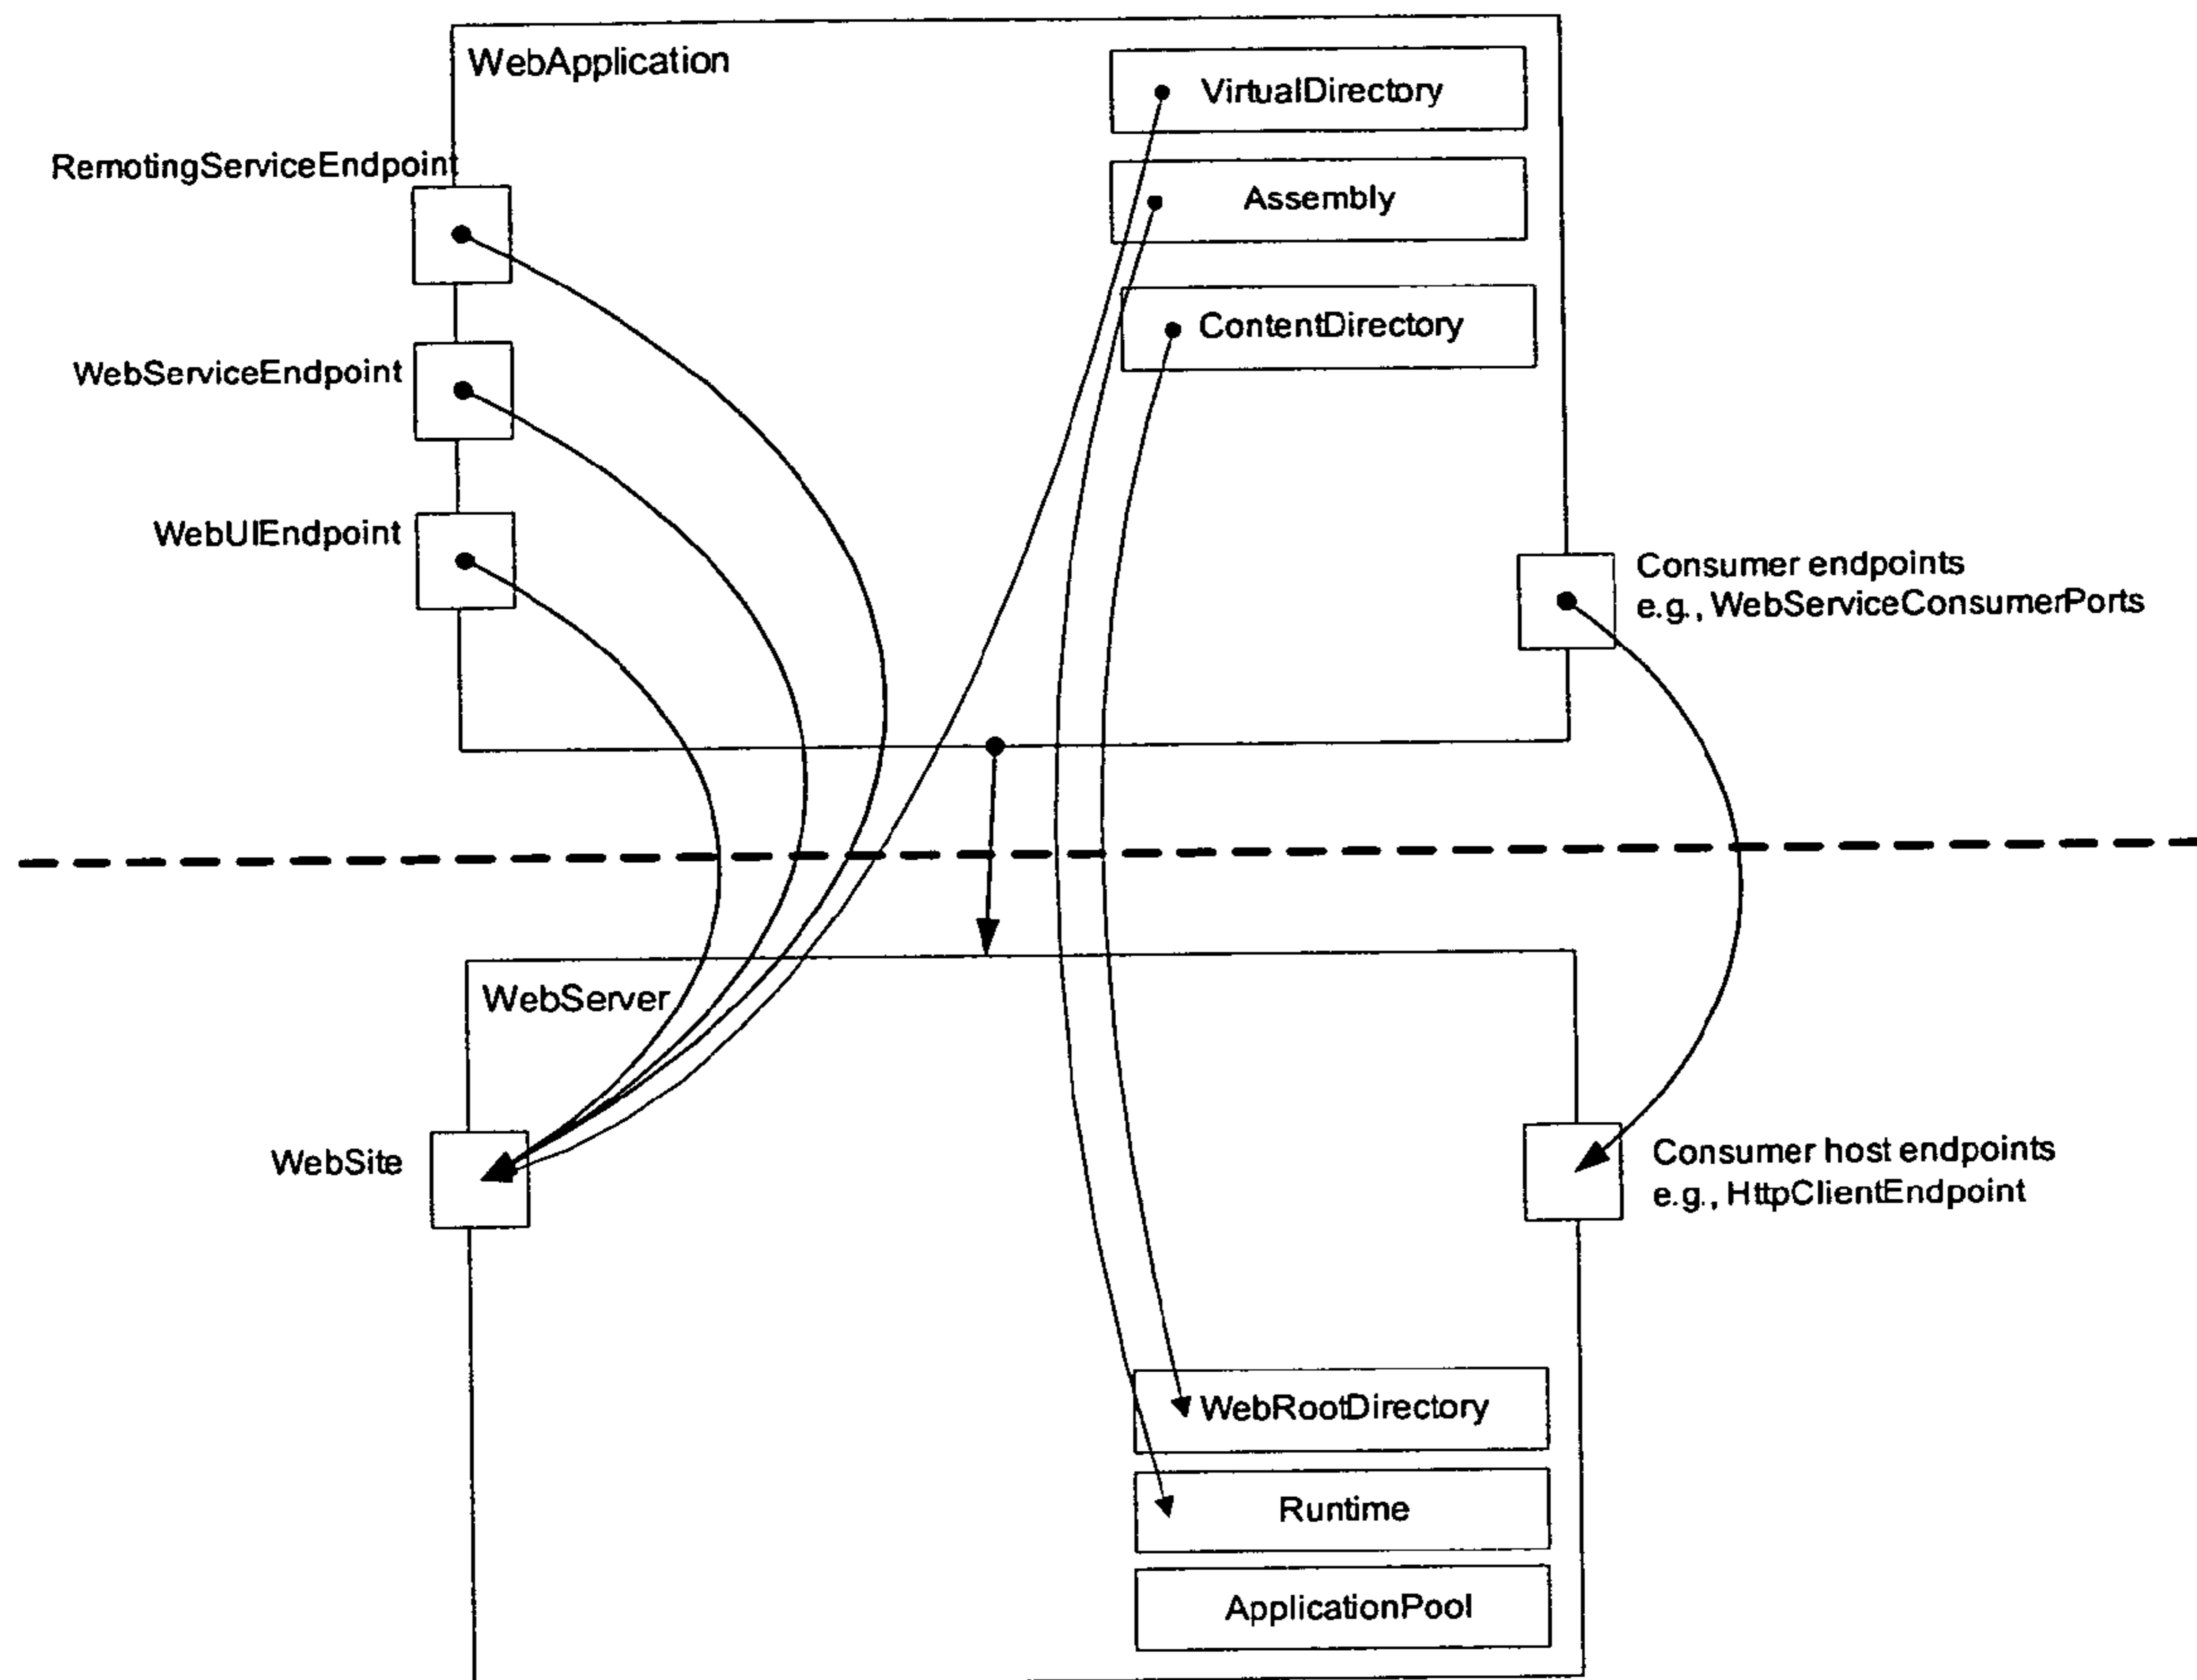 WebApplication
VirtualDirectory
RemotingServiceEndpoint
Assembly
ContentDirectory
WebServiceEndpoint
WebUIEndpoint
Consumer endpoints
e.g., WebServiceConsumerPorts
WebServer
WebSite
Consumer host endpoints
e.g., HttpClientEndpoint
WebRootDirectory
Runtime
ApplicationPool